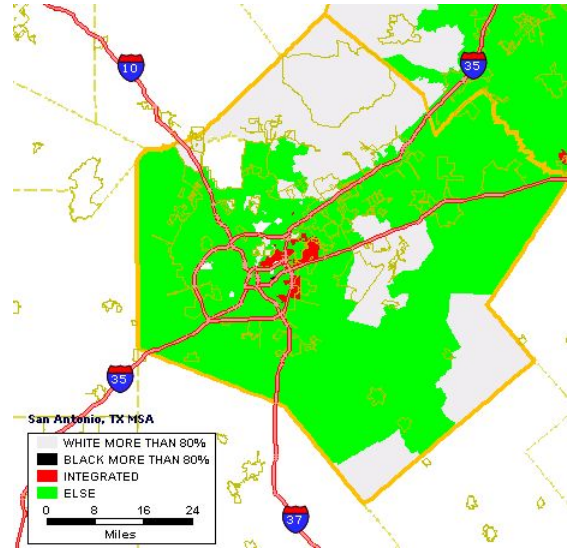 10
35
35
San Antonio, TX MSA
WHITE MORE THAN 80%
BLACK MORE THAN 80%
INTEGRATED
ELSE
0 8 16 24
Miles
37